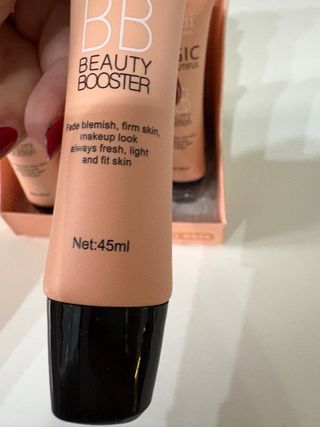 BB
BEAUTY
BOOSTER
Fade blemish, firm skin,
makeup look
always fresh, light
and fit skin
Net:45ml